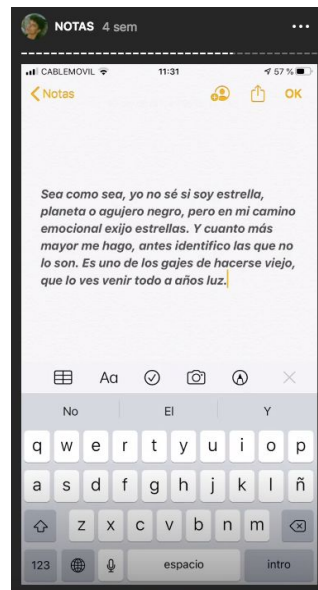 NOTAS 4 sem
CABLEMOVIL 11:31 57 %
Notas OK
Sea como sea, yo no sé si soy estrella,
planeta o agujero negro, pero en mi camino
emocional exijo estrellas. Y cuanto más
mayor me hago, antes identifico las que no
lo son. Es uno de los gajes de hacerse viejo,
que lo ves venir todo a años luz.
Aa
No El Y
q w e r t y u i o p
a s d f g h j k l ñ
z x c v b n m
123 espacio intro